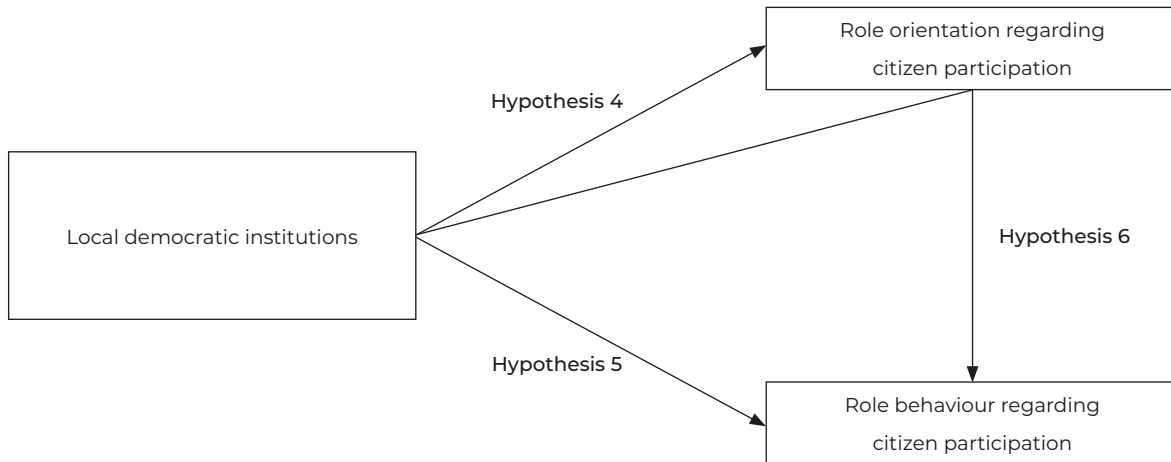 Role orientation regarding
citizen participation
Hypothesis 4
Local democratic institutions
Hypothesis 6
Hypothesis 5
Role behaviour regarding
citizen participation